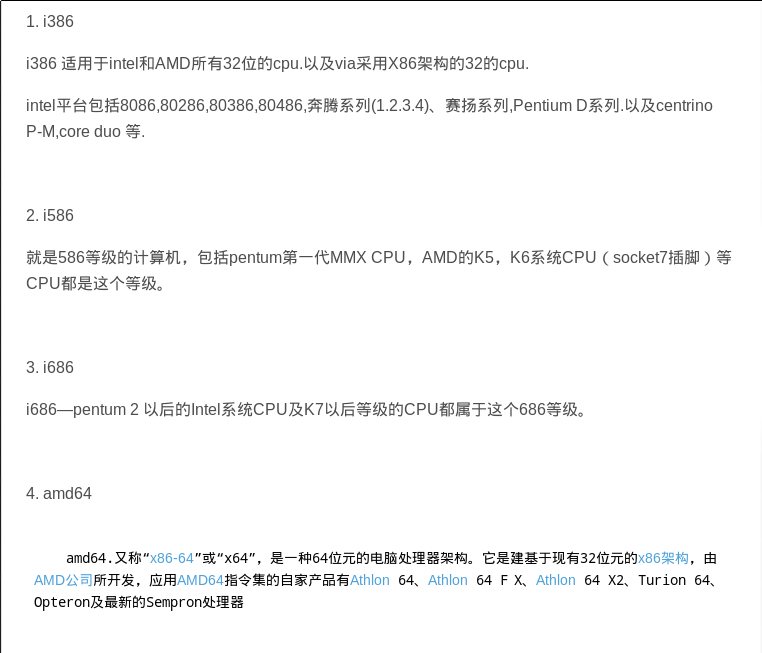 1. i386
i386 适用于intel和AMD所有32位的cpu.以及via采用X86架构的32的cpu.
intel平台包括8086,80286,80386,80486,奔腾系列(1.2.3.4)、赛扬系列,Pentium D系列.以及centrino
P-M,core duo 等.
2. i586
就是586等级的计算机，包括pentum第一代MMX CPU，AMD的K5，K6系统CPU（socket7插脚）等
CPU都是这个等级。
3. i686
i686—pentum 2 以后的Intel系统CPU及K7以后等级的CPU都属于这个686等级。
4. amd64
amd64.又称“x86-64”或“x64”，是一种64位元的电脑处理器架构。它是建基于现有32位元的x86架构，由
AMD公司所开发，应用AMD64指令集的自家产品有Athlon 64、Athlon 64 F X、Athlon 64 X2、Turion 64、
Opteron及最新的Sempron处理器